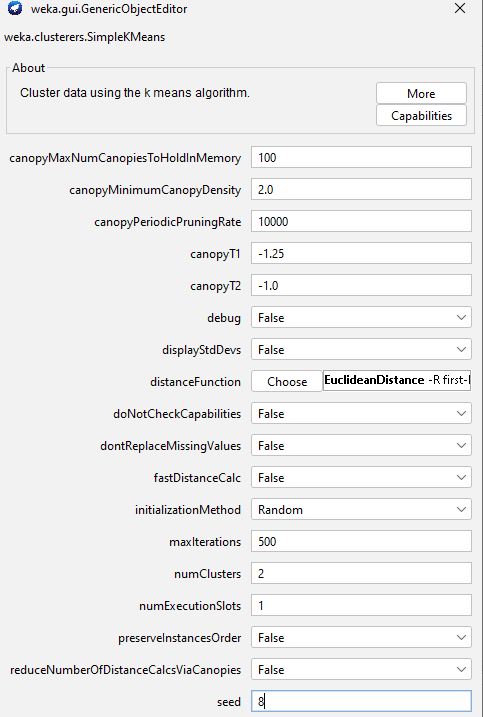 weka.gui.GenericObjectEditor
weka.clusterers.SimpleKMeans
About
Cluster data using the k means algorithm.
More
Capabilities
canopyMaxNumCanopiesToHoldInMemory 100
canopyMinimumCanopyDensity 2.0
canopyPeriodicPruningRate 10000
canopyT1 -1.25
canopyT2 -1.0
debug False
displayStdDevs False
distanceFunction Choose EuclideanDistance -R first-l
doNotCheckCapabilities False
dontReplaceMissingValues False
fastDistanceCalc False
initializationMethod Random
maxIterations 500
numClusters 2
numExecutionSlots 1
preserveInstancesOrder False
reduceNumberOfDistanceCalcsViaCanopies False
seed 8